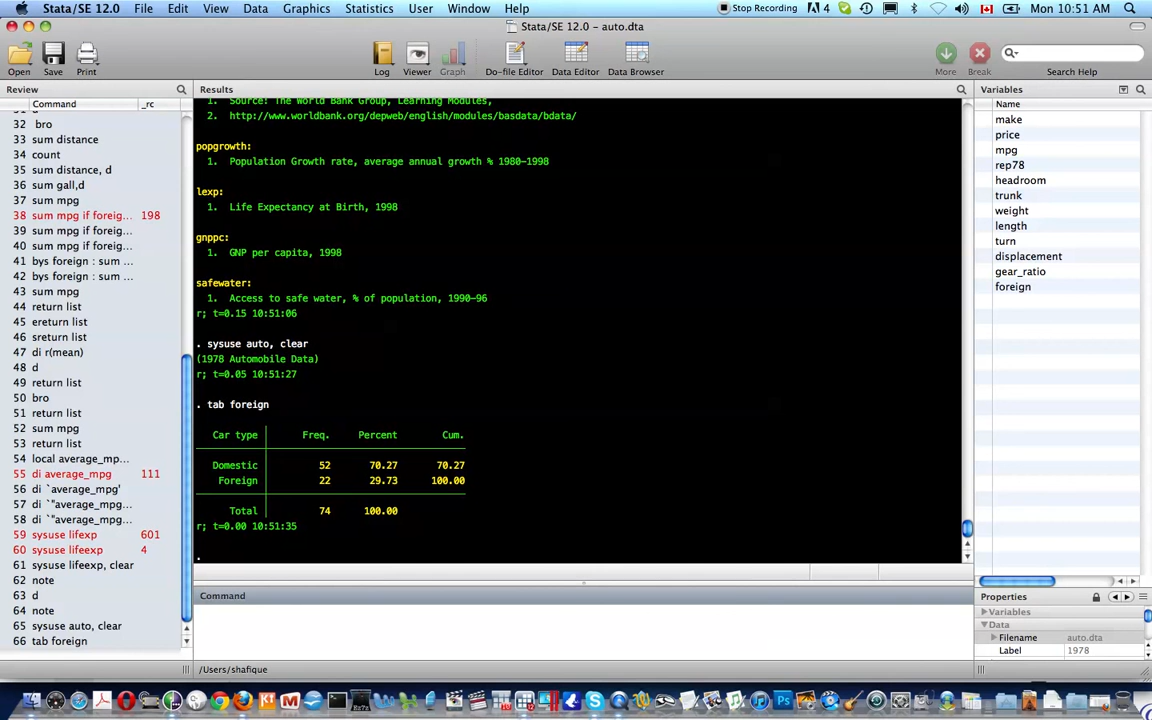 Stata/SE 12.0 File Edit View Data Graphics Statistics User Window Help Stop Recording 4 Mon 10:51 AM
Stata/SE 12.0 – auto.dta
Open Save Print Log Viewer Graph Do-file Editor Data Editor Data Browser More Break Search Help
Review
Command _rc
32 bro
33 sum distance
34 count
35 sum distance, d
36 sum gall,d
37 sum mpg
38 sum mpg if foreig... 198
39 sum mpg if foreig...
40 sum mpg if foreig...
41 bys foreign : sum ...
42 bys foreign : sum ...
43 sum mpg
44 return list
45 ereturn list
46 sreturn list
47 di r(mean)
48 d
49 return list
50 bro
51 return list
52 sum mpg
53 return list
54 local average_mp...
55 di average_mpg 111
56 di `average_mpg'
57 di `"average_mpg...
58 di `"average_mpg...
59 sysuse lifexp 601
60 sysuse lifeexp 4
61 sysuse lifeexp, clear
62 note
63 d
64 note
65 sysuse auto, clear
66 tab foreign
Results
1. Source: The World Bank Group, Learning Modules,
2. http://www.worldbank.org/depweb/english/modules/basdata/bdata/
popgrowth:
1. Population Growth rate, average annual growth % 1980-1998
lexp:
1. Life Expectancy at Birth, 1998
gnppc:
1. GNP per capita, 1998
safewater:
1. Access to safe water, % of population, 1990-96
r; t=0.15 10:51:06
. sysuse auto, clear
(1978 Automobile Data)
r; t=0.05 10:51:27
. tab foreign
Car type Freq. Percent Cum.
Domestic 52 70.27 70.27
Foreign 22 29.73 100.00
Total 74 100.00
r; t=0.00 10:51:35
.
Command
/Users/shafique
Variables
Name
make
price
mpg
rep78
headroom
trunk
weight
length
turn
displacement
gear_ratio
foreign
Properties
Variables
Data
Filename auto.dta
Label 1978